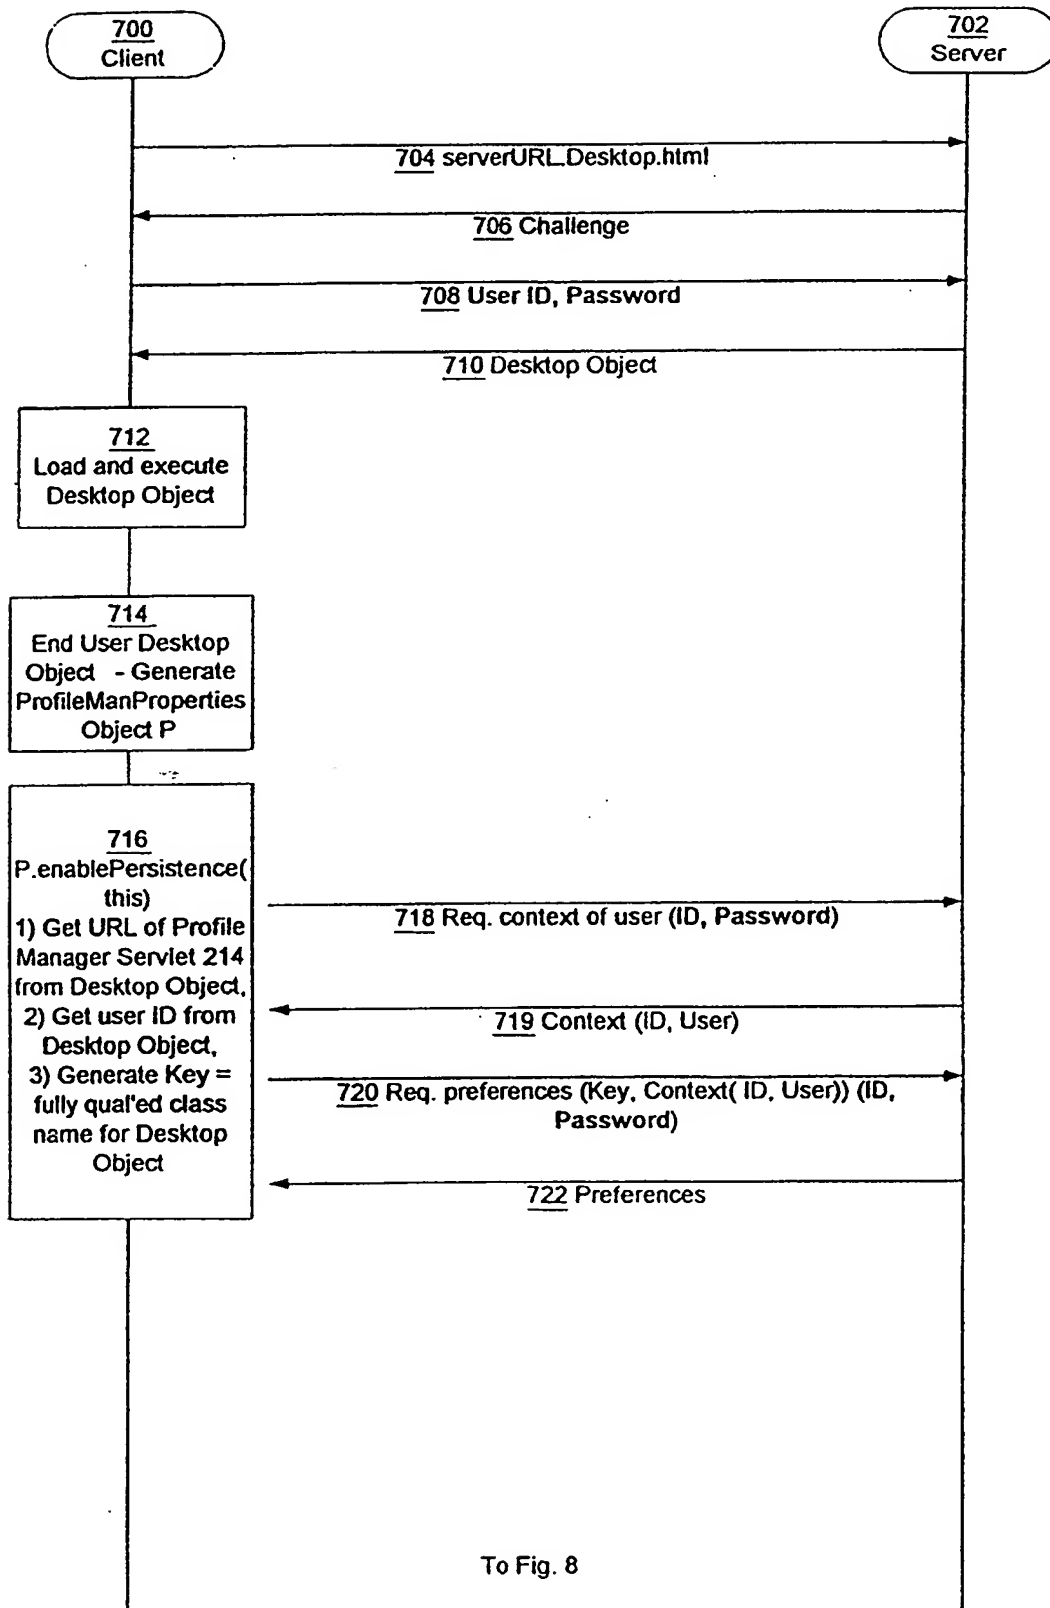 700
Client
702
Server
704 serverURL.Desktop.html
706 Challenge
708 User ID, Password
710 Desktop Object
712
Load and execute
Desktop Object
714
End User Desktop
Object - Generate
ProfileManProperties
Object P
716
P.enablePersistence(
this)
1) Get URL of Profile
Manager Servlet 214
from Desktop Object,
2) Get user ID from
Desktop Object,
3) Generate Key =
fully qual'ed class
name for Desktop
Object
718 Req. context of user (ID, Password)
719 Context (ID, User)
720 Req. preferences (Key, Context( ID, User)) (ID,
Password)
722 Preferences
To Fig. 8